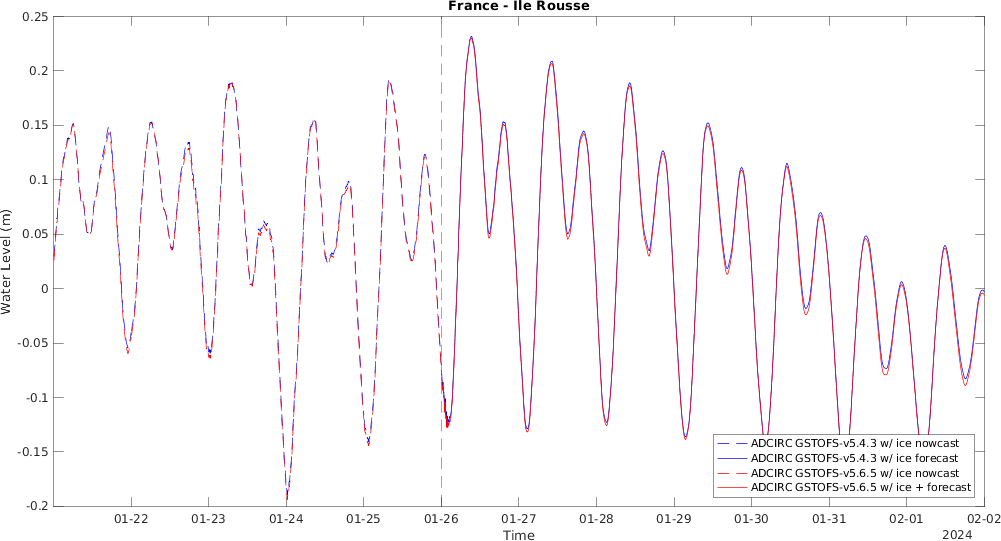 France - Ile Rousse
0.25
0.2
0.15
0.1
0.05
0
-0.05
-0.1
-0.15
-0.2
Water Level (m)
ADCIRC GSTOFS-v5.4.3 w/ ice nowcast
ADCIRC GSTOFS-v5.4.3 w/ ice forecast
ADCIRC GSTOFS-v5.6.5 w/ ice nowcast
ADCIRC GSTOFS-v5.6.5 w/ ice + forecast
01-22 01-23 01-24 01-25 01-26 01-27 01-28 01-29 01-30 01-31 02-01 02-02
Time
2024